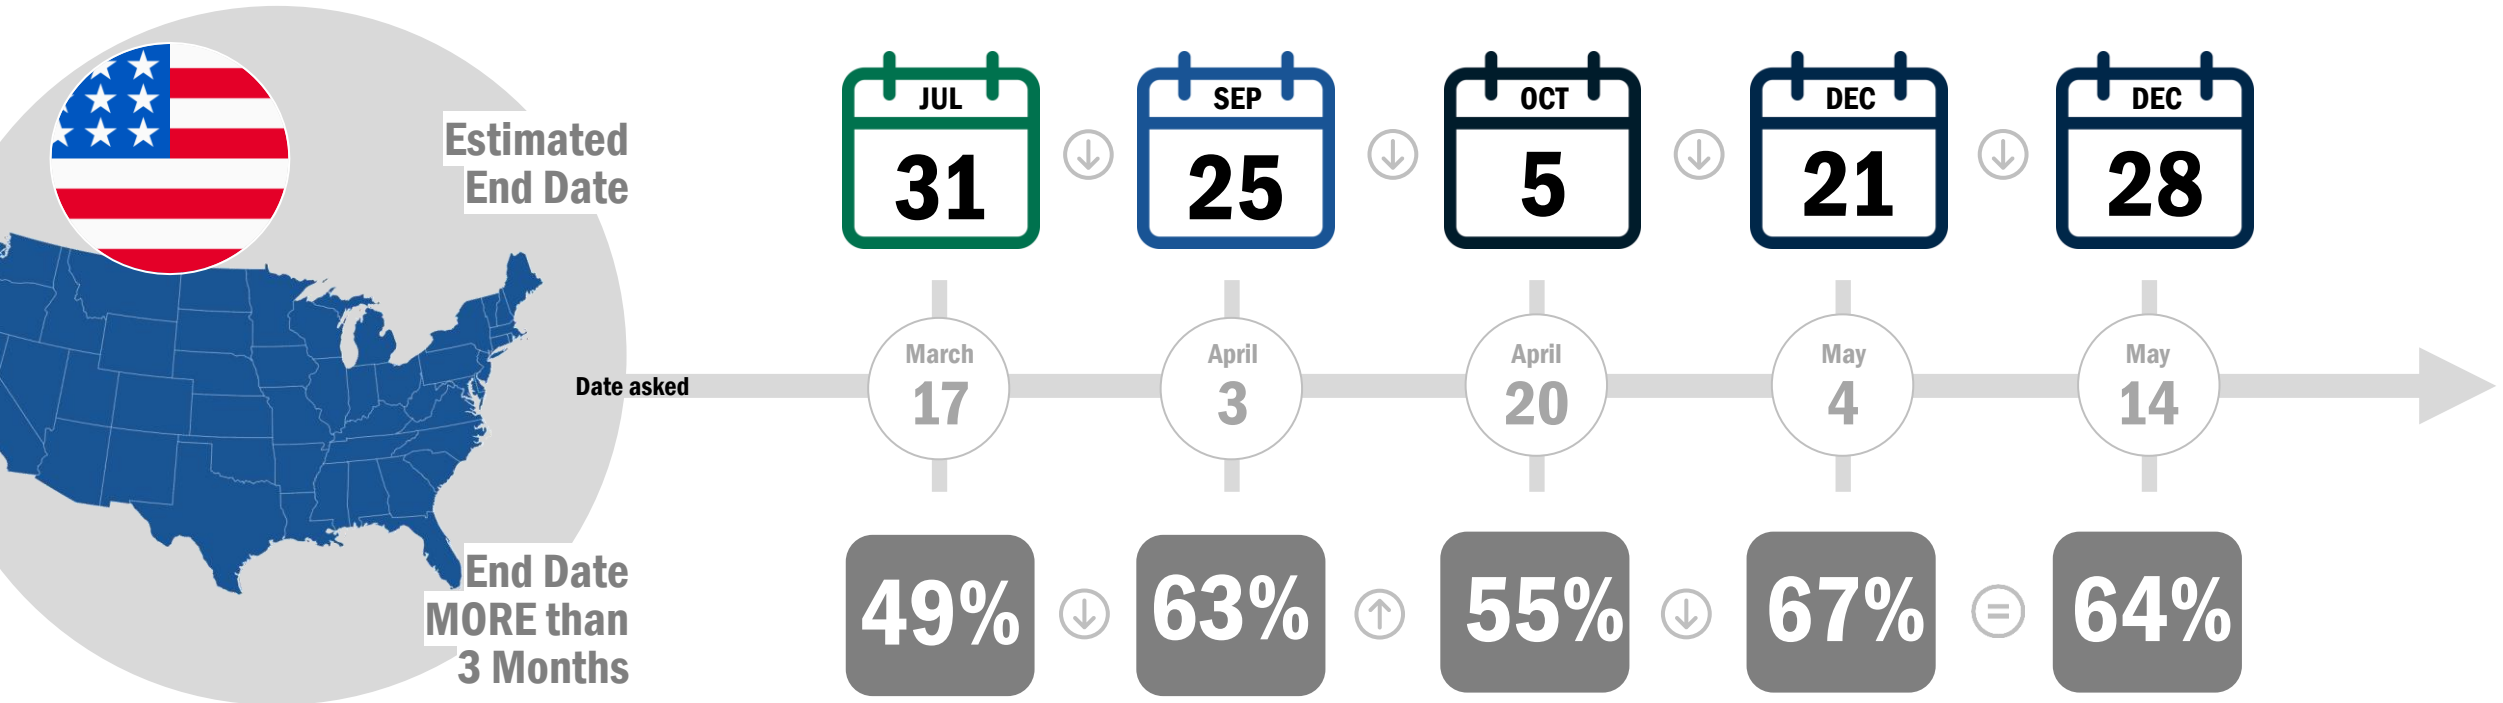 Estimated
End Date
JUL
31
SEP
25
OCT
5
DEC
21
DEC
28
Date asked
March
17
April
3
April
20
May
4
May
14
End Date
MORE than
3 Months
49%
63%
55%
67%
=
64%